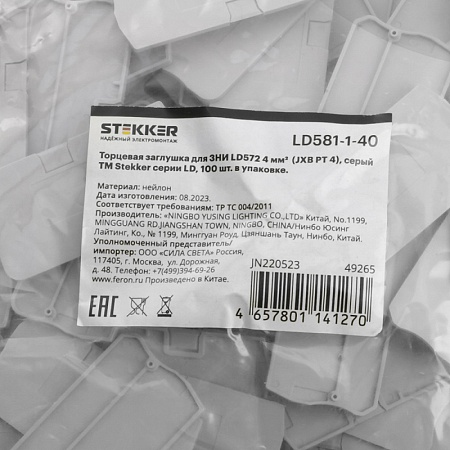 STEKKER
НАДЁЖНЫЙ ЭЛЕКТРОМОНТАЖ
LD581-1-40
Торцевая заглушка для ЗНИ LD572 4 мм² (JXB PT 4), серый
ТМ Stekker серии LD, 100 шт. в упаковке.
Материал: нейлон
Дата изготовления: 08.2023.
Соответствие требованиям: ТР ТС 004/2011
Производитель: «NINGBO YUSING LIGHTING CO.,LTD» Китай, No.1199,
MINGGUANG RD.JIANGSHAN TOWN, NINGBO, CHINA/Нинбо Юсинг
Лайтинг, Ко., № 1199, Минггуан Роуд, Цзяншань Таун, Нинбо, Китай.
Уполномоченный представитель/
импортер: ООО «СИЛА СВЕТА» Россия,
117405, г. Москва, ул. Дорожная,
д. 48. Телефон: +7(499)394-69-26
www.feron.ru Произведено в Китае.
JN220523 49265
EAC
4 657801 141270